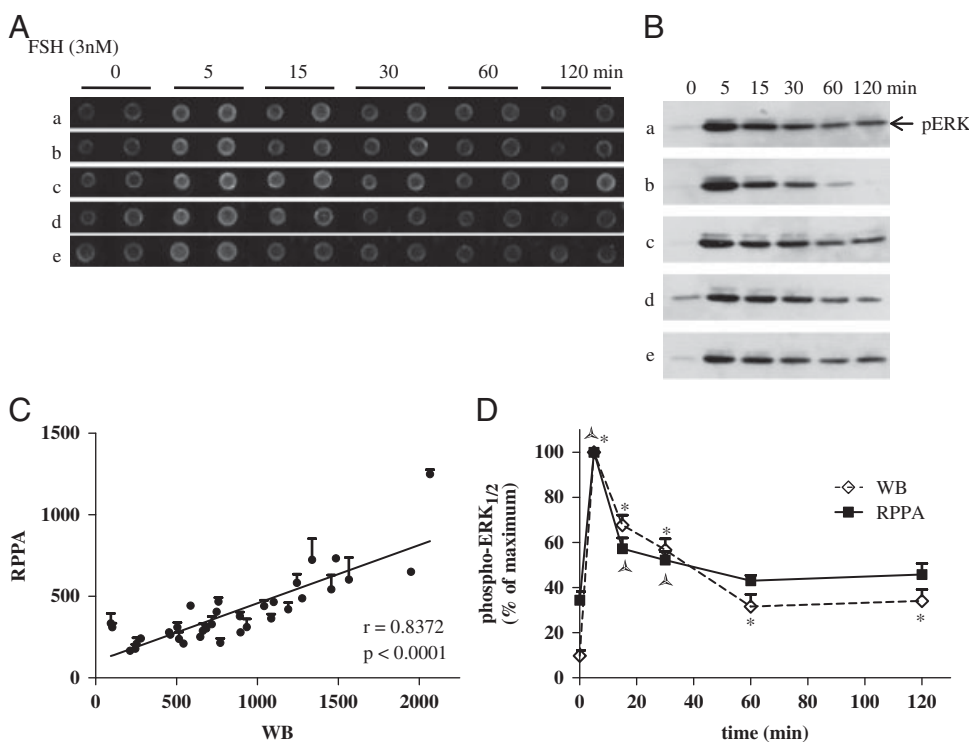 A
FSH (3nM)
0 5 15 30 60 120 min
a
b
c
d
e
B
0 5 15 30 60 120 min
a
pERK
b
c
d
e
C
1500
1000
500
0
RPPA
r = 0.8372
p < 0.0001
0 500 1000 1500 2000
WB
D
100
80
60
40
20
0
phospho-ERK1/2
(% of maximum)
* * * * *
WB
RPPA
0 20 40 60 80 100 120
time (min)